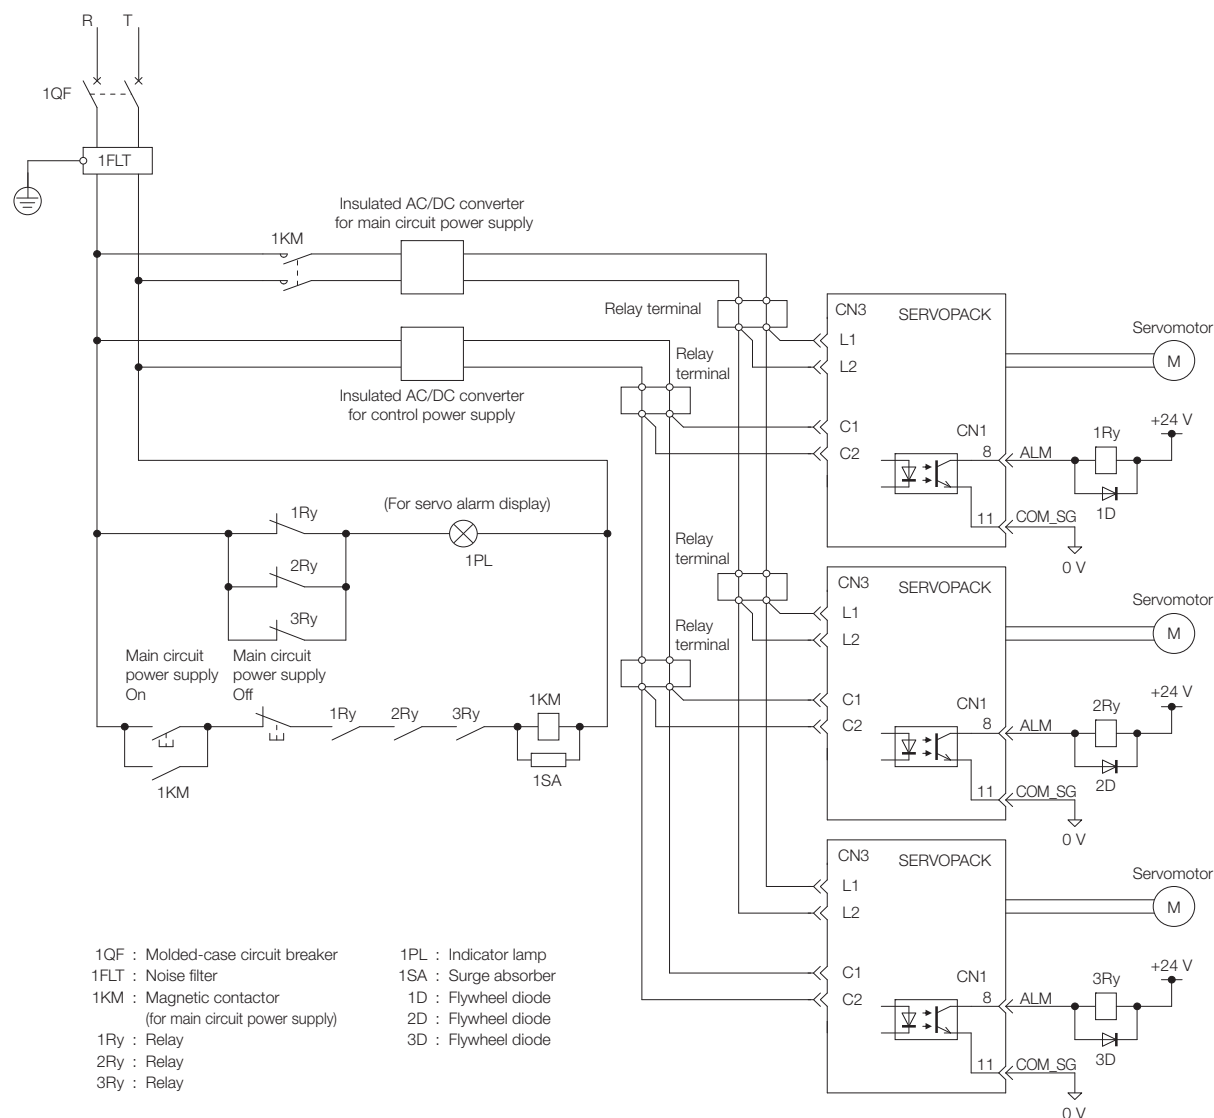 R T
1QF
1FLT
Insulated AC/DC converter
for main circuit power supply
1KM
Relay terminal
CN3 SERVOPACK
L1
L2
Servomotor
M
Relay
terminal
Insulated AC/DC converter
for control power supply
C1
C2
CN1
8 ALM
1Ry
+24 V
1D
11 COM_SG
0 V
(For servo alarm display)
1Ry
1PL
2Ry
3Ry
Relay
terminal
CN3 SERVOPACK
L1
L2
Servomotor
M
Relay
terminal
Main circuit
power supply
On
Main circuit
power supply
Off
1Ry 2Ry 3Ry
1KM
1SA
1KM
C1
C2
CN1
8 ALM
2Ry
+24 V
2D
11 COM_SG
0 V
CN3 SERVOPACK
L1
L2
Servomotor
M
C1
C2
CN1
8 ALM
3Ry
+24 V
3D
11 COM_SG
0 V
1QF : Molded-case circuit breaker
1FLT : Noise filter
1KM : Magnetic contactor
(for main circuit power supply)
1Ry : Relay
2Ry : Relay
3Ry : Relay
1PL : Indicator lamp
1SA : Surge absorber
1D : Flywheel diode
2D : Flywheel diode
3D : Flywheel diode